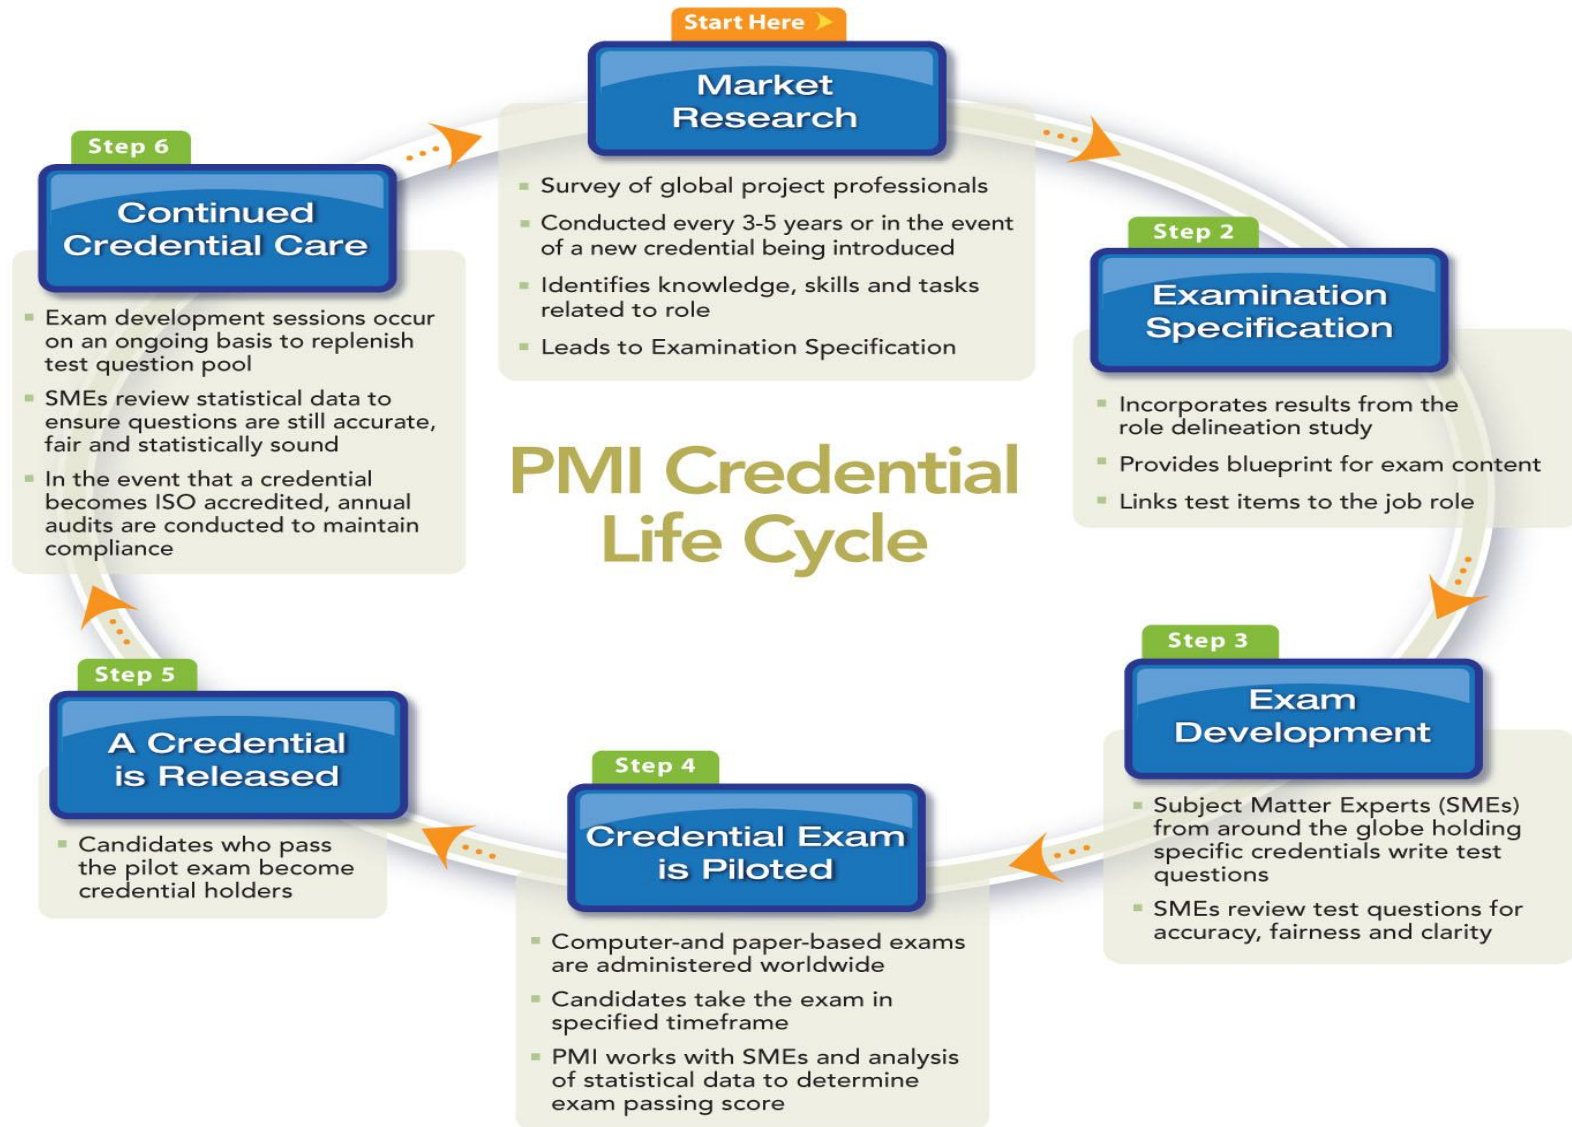 Start Here
Market
Research
Survey of global project professionals
Conducted every 3-5 years or in the event
of a new credential being introduced
Identifies knowledge, skills and tasks
related to role
Leads to Examination Specification
Step 2
Examination
Specification
Incorporates results from the
role delineation study
Provides blueprint for exam content
Links test items to the job role
Step 3
Exam
Development
Subject Matter Experts (SMEs)
from around the globe holding
specific credentials write test
questions
SMEs review test questions for
accuracy, fairness and clarity
Step 4
Credential Exam
is Piloted
Computer-and paper-based exams
are administered worldwide
Candidates take the exam in
specified timeframe
PMI works with SMEs and analysis
of statistical data to determine
exam passing score
Step 5
A Credential
is Released
Candidates who pass
the pilot exam become
credential holders
Step 6
Continued
Credential Care
Exam development sessions occur
on an ongoing basis to replenish
test question pool
SMEs review statistical data to
ensure questions are still accurate,
fair and statistically sound
In the event that a credential
becomes ISO accredited, annual
audits are conducted to maintain
compliance
PMI Credential
Life Cycle